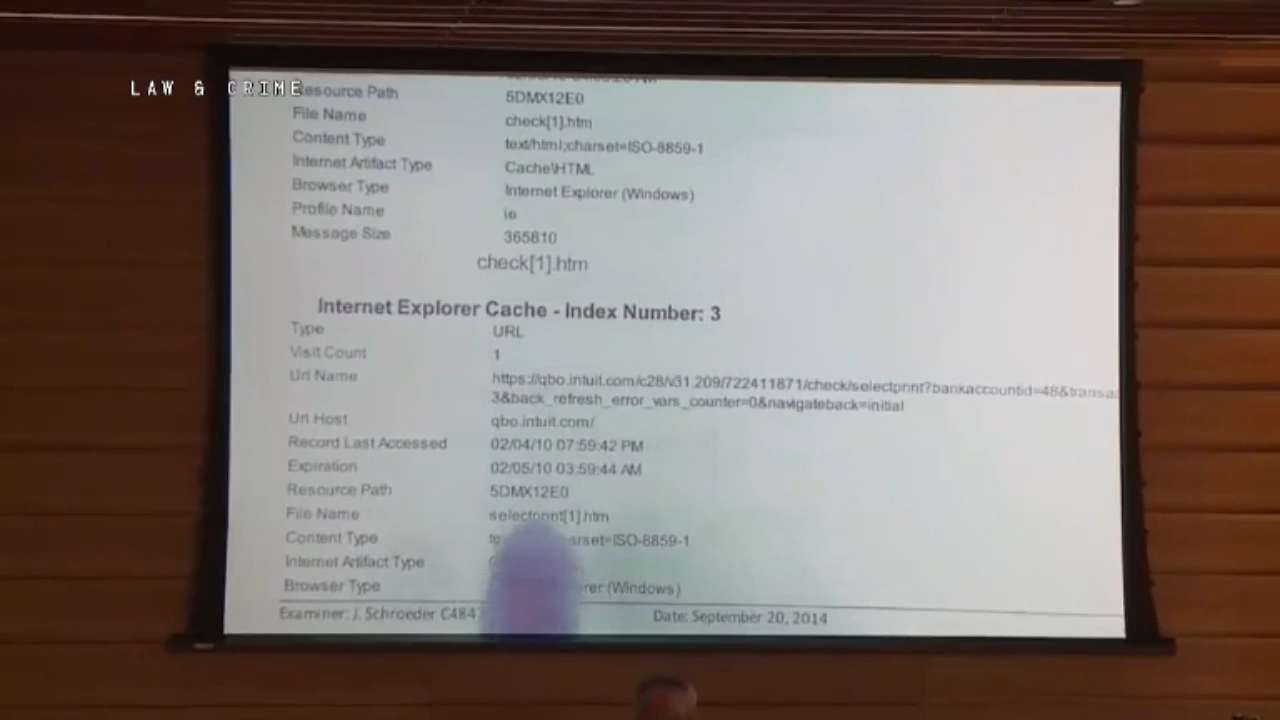 LAW & CRIME
Resource Path 5DMX12E0
File Name check[1].htm
Content Type text/html;charset=ISO-8859-1
Internet Artifact Type Cache\HTML
Browser Type Internet Explorer (Windows)
Profile Name ie
Message Size 365810
check[1].htm
Internet Explorer Cache - Index Number: 3
Type URL
Visit Count 1
Url Name https://qbo.intuit.com/c28/v31.209/722411871/check/selectprint?bankaccountid=48&transa
3&back_refresh_error_vars_counter=0&navigateback=initial
Url Host qbo.intuit.com/
Record Last Accessed 02/04/10 07:59:42 PM
Expiration 02/05/10 03:59:44 AM
Resource Path 5DMX12E0
File Name selectprint[1].htm
Content Type arset=ISO-8859-1
Internet Artifact Type
Browser Type rer (Windows)
Examiner: J. Schroeder C484 Date: September 20, 2014